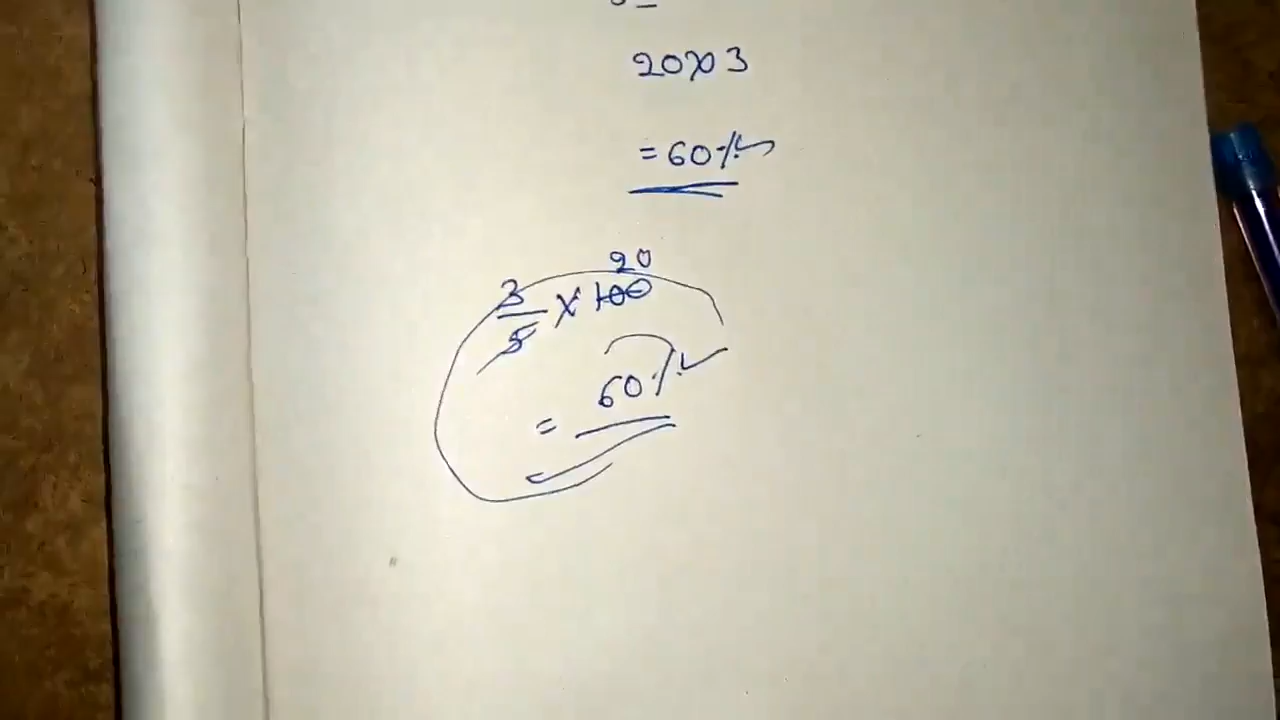 20×3
=60%
20
3/5 × 100
= 60%